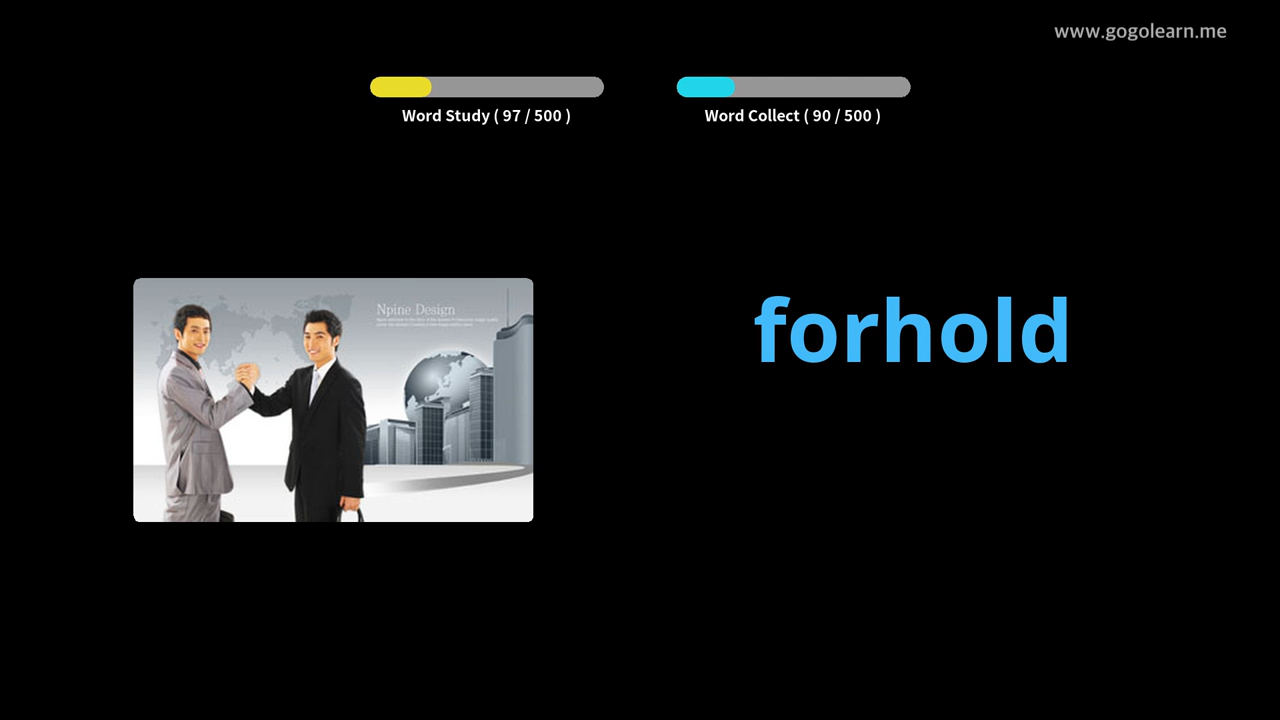 www.gogolearn.me
Word Study ( 97 / 500 )
Word Collect ( 90 / 500 )
Npine Design
forhold